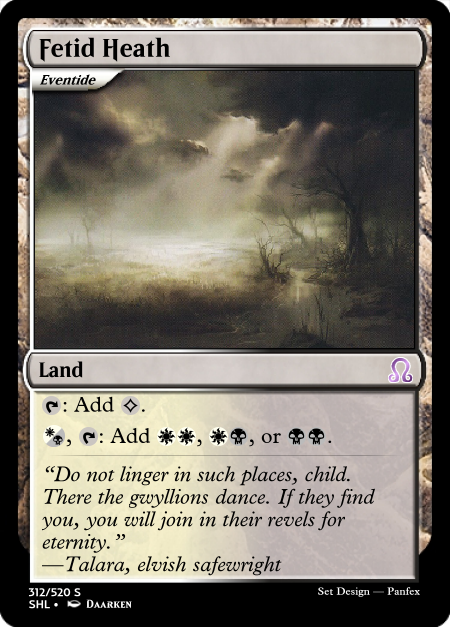 Fetid Heath
Eventide
Land
: Add .
, : Add , , or .
“Do not linger in such places, child.
There the gwyllions dance. If they find
you, you will join in their revels for
eternity.”
—Talara, elvish safewright
312/520 S
SHL • DAARKEN
Set Design — Panfex